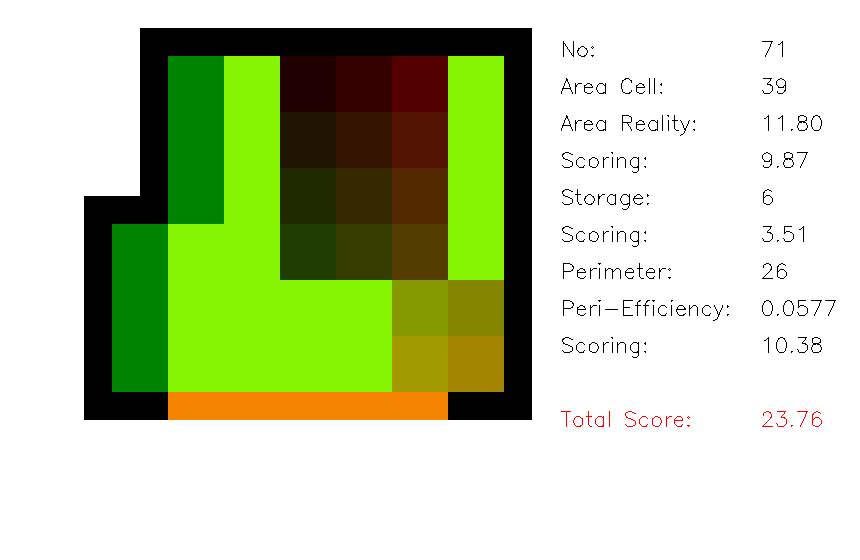 No: 71
Area Cell: 39
Area Reality: 11.80
Scoring: 9.87
Storage: 6
Scoring: 3.51
Perimeter: 26
Peri-Efficiency: 0.0577
Scoring: 10.38
Total Score: 23.76